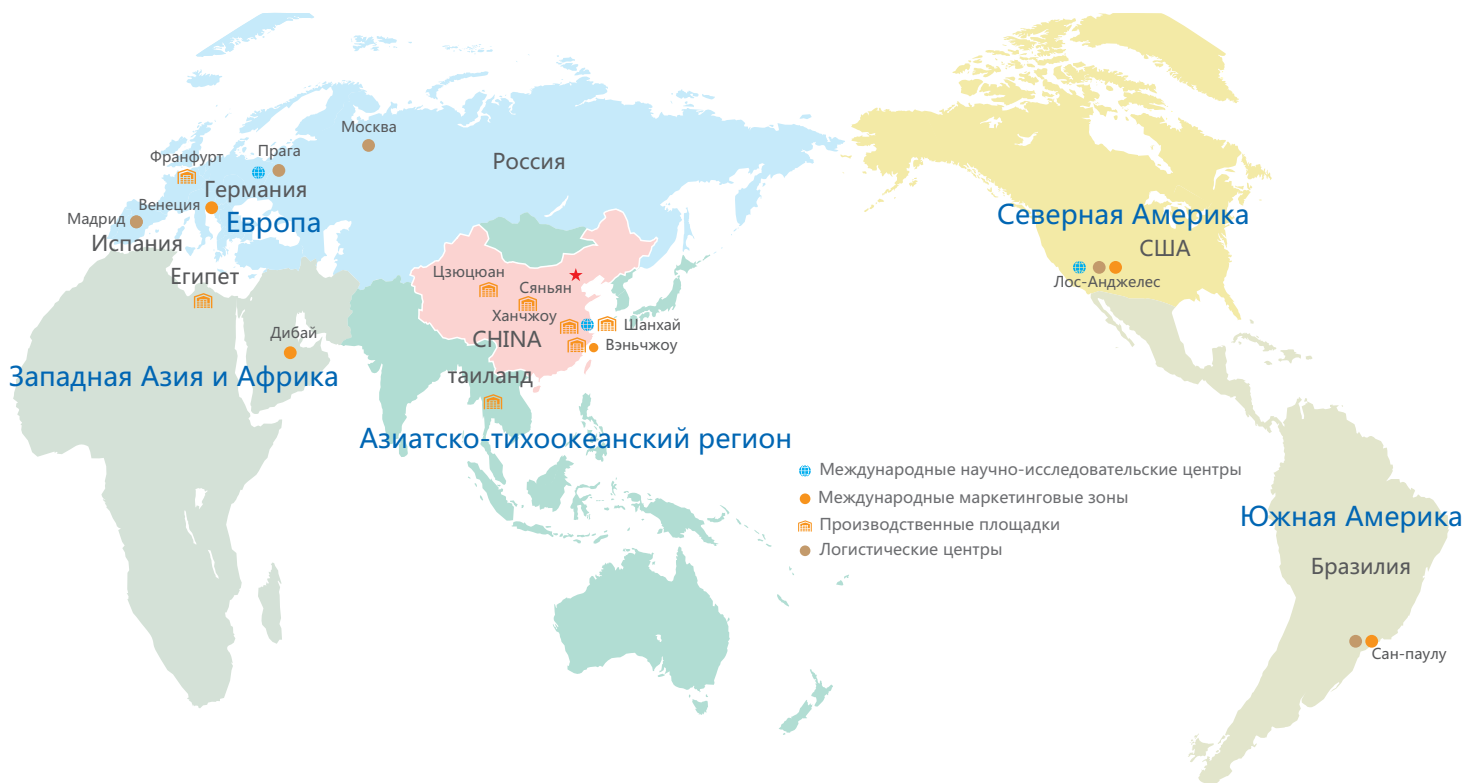 Москва
Франфурт
Прага
Россия
Германия
Венеция
Мадрид
Европа
Испания
Египет
Дибай
Западная Азия и Африка
Цзюцюан
Сяньян
Ханчжоу
Шанхай
CHINA
Вэньчжоу
таиланд
Азиатско-тихоокеанский регион
Северная Америка
США
Лос-Анджелес
Международные научно-исследовательские центры
Международные маркетинговые зоны
Производственные площадки
Логистические центры
Южная Америка
Бразилия
Сан-паулу